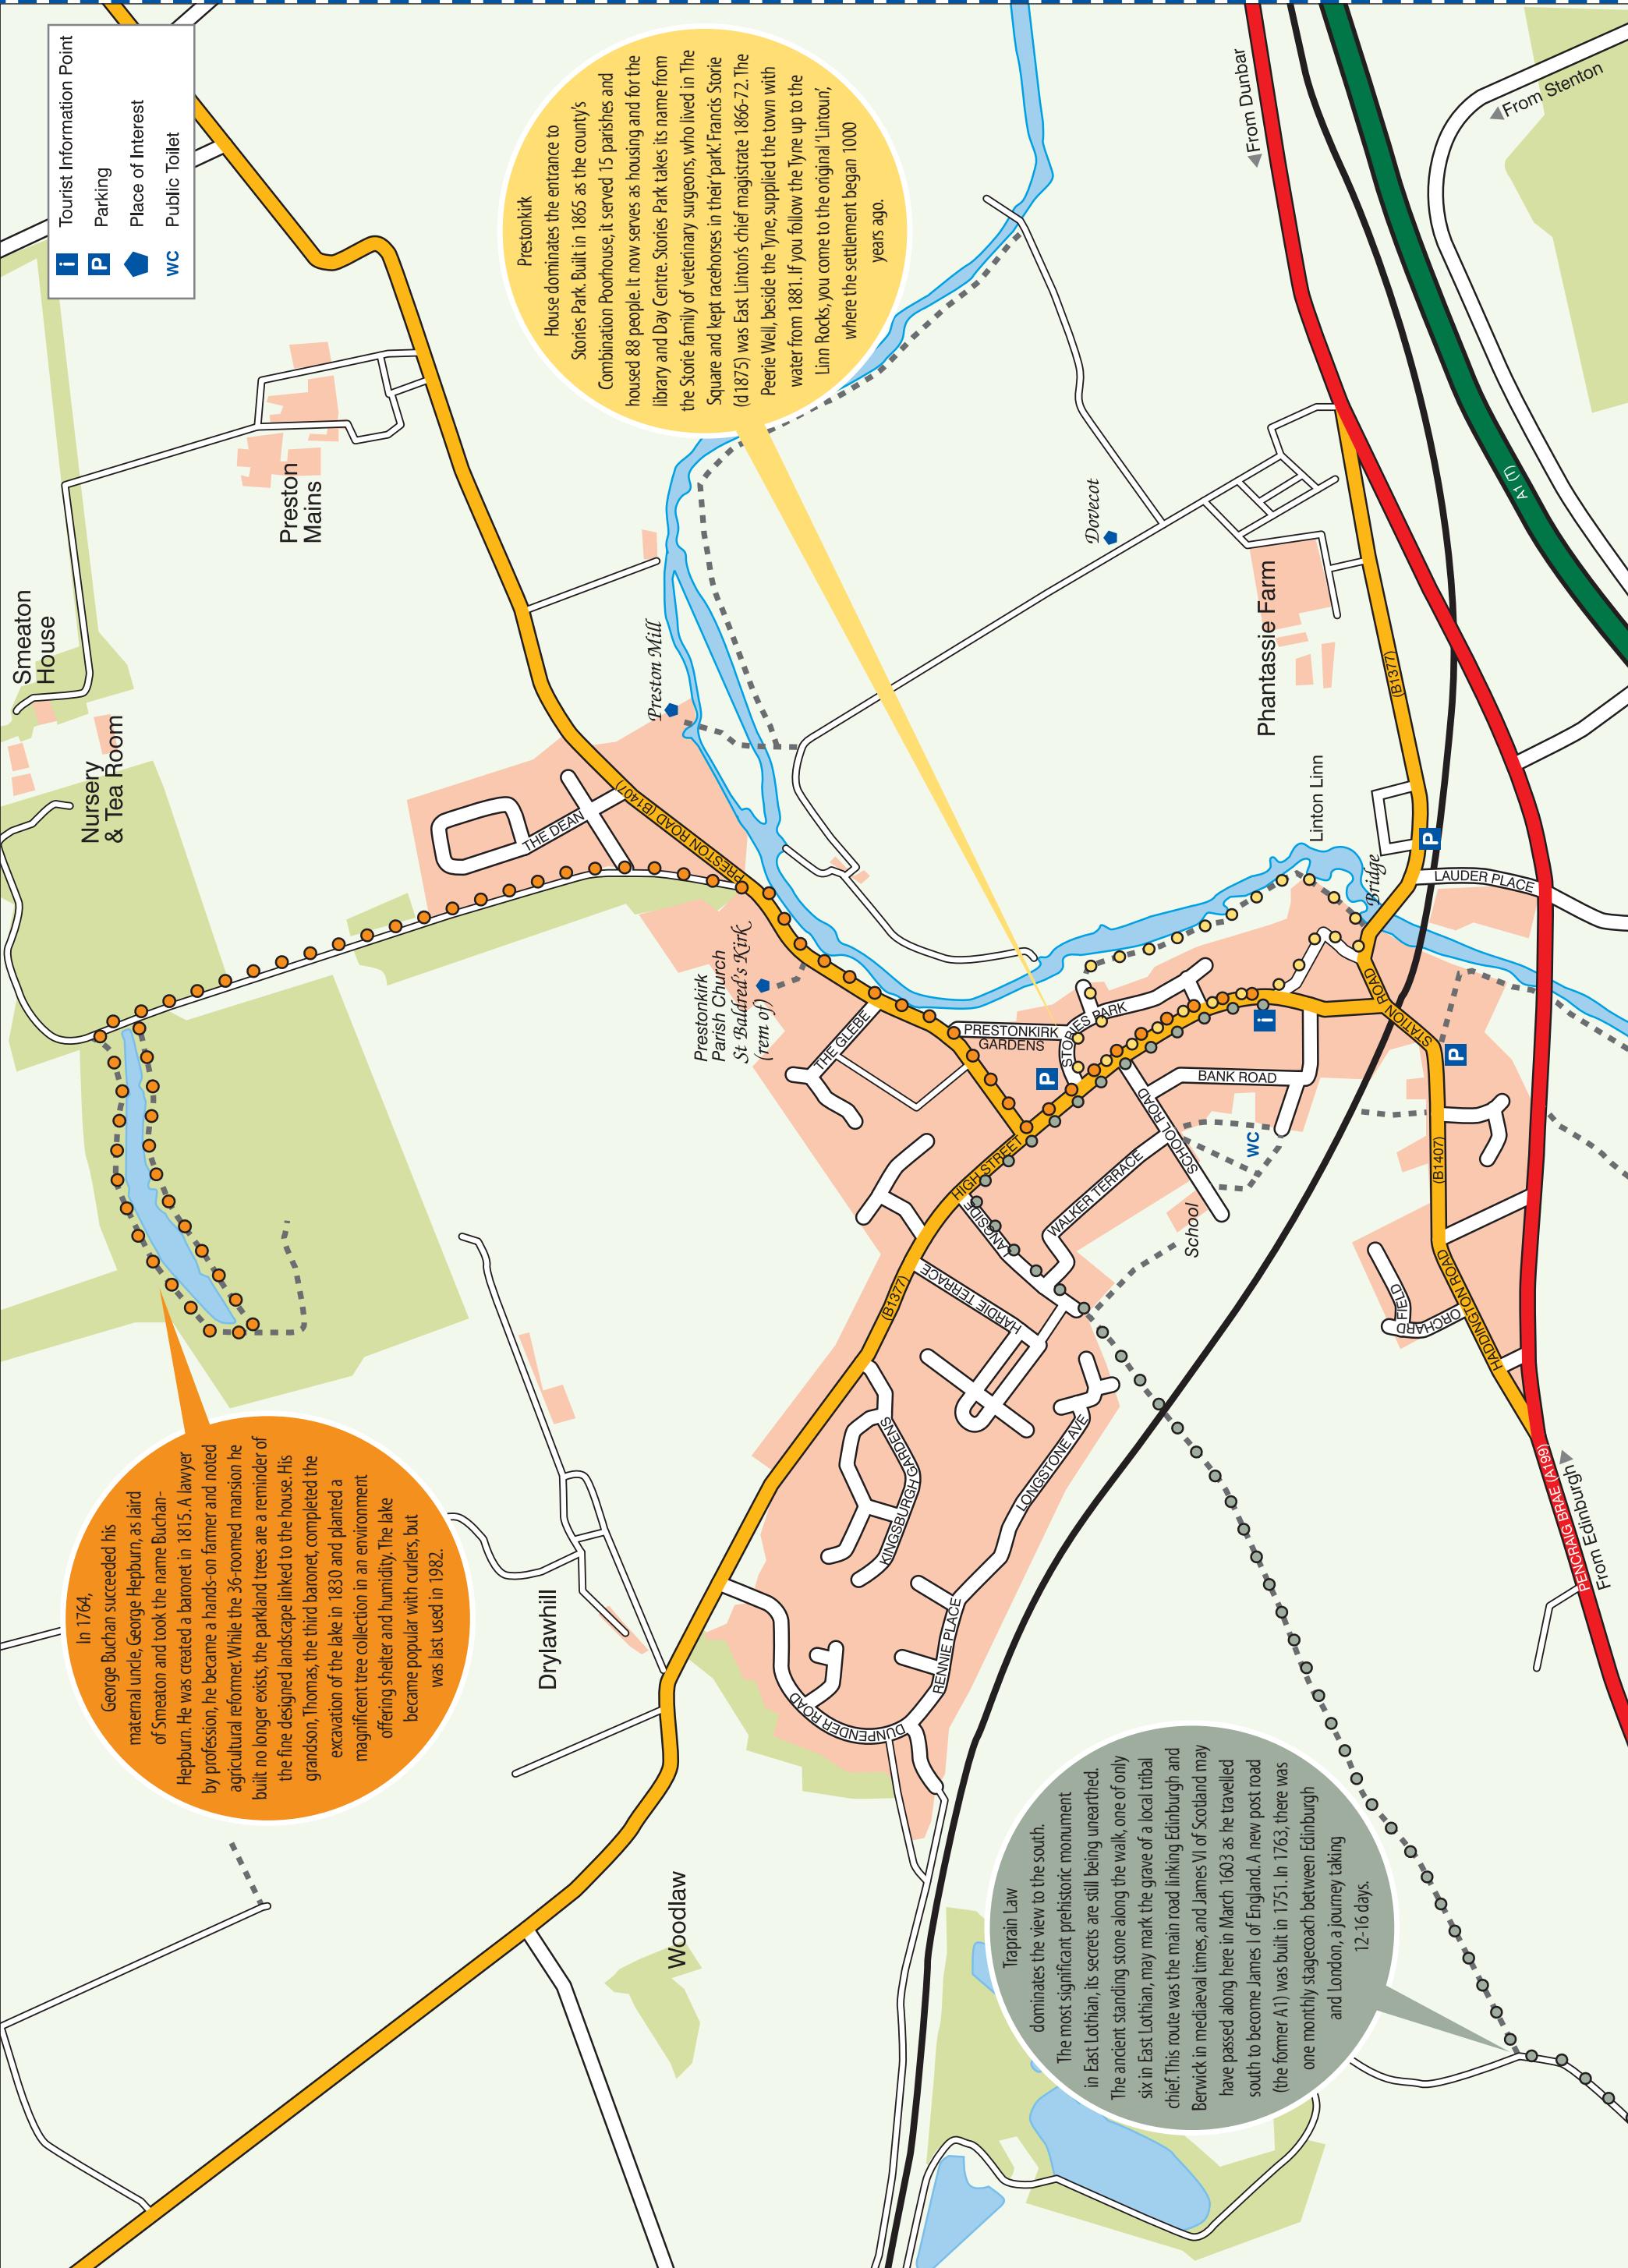 Tourist Information Point
Parking
Place of Interest
WC Public Toilet
i
P
In 1764,
George Buchan succeeded his
maternal uncle, George Hepburn, as laird
of Smeaton and took the name Buchan-
Hepburn. He was created a baronet in 1815. A lawyer
by profession, he became a hands-on farmer and noted
agricultural reformer. While the 36-roomed mansion he
built no longer exists, the parkland trees are a reminder of
the fine designed landscape linked to the house. His
grandson, Thomas, the third baronet, completed the
excavation of the lake in 1830 and planted a
magnificent tree collection in an environment
offering shelter and humidity. The lake
became popular with curlers, but
was last used in 1982.
Prestonkirk
House dominates the entrance to
Stories Park. Built in 1865 as the county's
Combination Poorhouse, it served 15 parishes and
housed 88 people. It now serves as housing and for the
library and Day Centre. Stories Park takes its name from
the Storie family of veterinary surgeons, who lived in The
Square and kept racehorses in their 'park'. Francis Storie
(d1875) was East Linton's chief magistrate 1866-72. The
Peerie Well, beside the Tyne, supplied the town with
water from 1881. If you follow the Tyne up to the
Linn Rocks, you come to the original 'Lintoun',
where the settlement began 1000
years ago.
Traprain Law
dominates the view to the south.
The most significant prehistoric monument
in East Lothian, its secrets are still being unearthed.
The ancient standing stone along the walk, one of only
six in East Lothian, may mark the grave of a local tribal
chief. This route was the main road linking Edinburgh and
Berwick in mediaeval times, and James VI of Scotland may
have passed along here in March 1603 as he travelled
south to become James I of England. A new post road
(the former A1) was built in 1751. In 1763, there was
one monthly stagecoach between Edinburgh
and London, a journey taking
12-16 days.
Smeaton
House
Nursery
& Tea Room
Preston
Mains
Drylawhill
Woodlaw
Preston Mill
Prestonkirk
Parish Church
St Baldred's Kirk
(rem of)
Dovecot
Phantassie Farm
Linton Linn
Bridge
School
WC
i
P
P
P
THE DEAN
PRESTON ROAD (B1407)
THE GLEBE
PRESTONKIRK
GARDENS
STORIES PARK
HIGH STREET
(B1377)
LANGSIDE
HARDIE TERRACE
WALKER TERRACE
SCHOOL ROAD
BANK ROAD
STATION
ROAD
LAUDER PLACE
(B1377)
(B1407)
HADDINGTON ROAD
ORCHARD
FIELD
KINGSBURGH GARDENS
LONGSTONE AVE
RENNIE PLACE
DUNPENDER ROAD
PENCRAIG BRAE (A199)
From Edinburgh
From Dunbar
From Stenton
A1 (T)